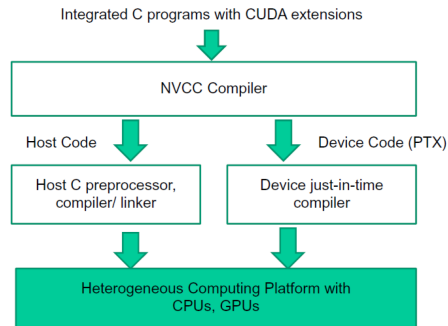 Integrated C programs with CUDA extensions
NVCC Compiler
Host Code
Device Code (PTX)
Host C preprocessor,
compiler/ linker
Device just-in-time
compiler
Heterogeneous Computing Platform with
CPUs, GPUs